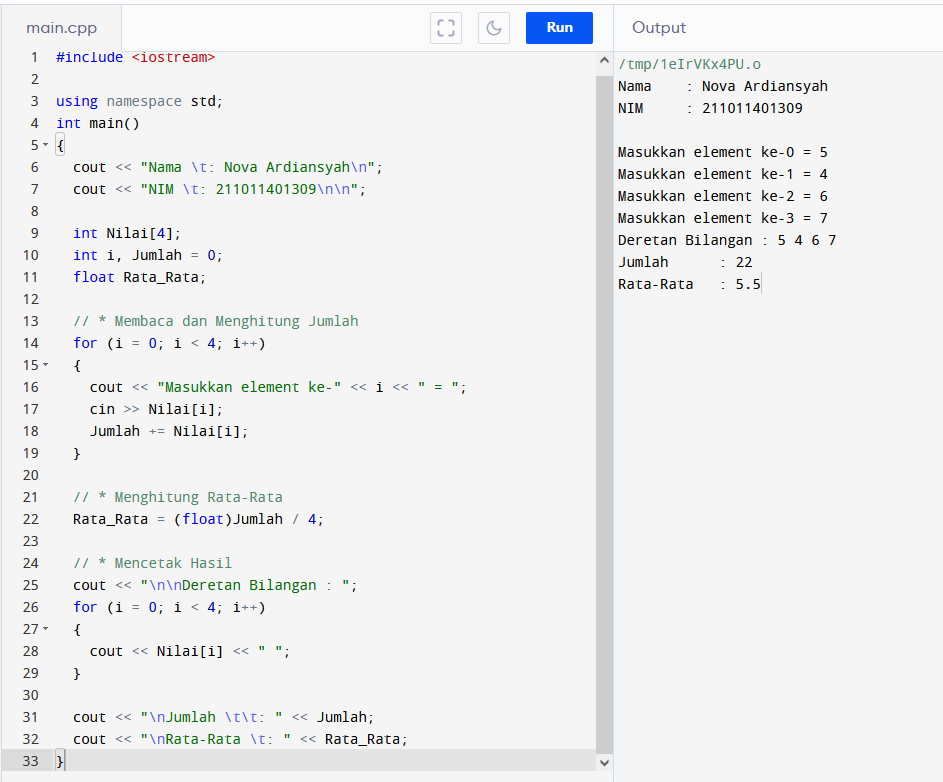 main.cpp
Run
Output
1 #include <iostream>
2
3 using namespace std;
4 int main()
5 {
6 cout << "Nama \t: Nova Ardiansyah\n";
7 cout << "NIM \t: 211011401309\n\n";
8
9 int Nilai[4];
10 int i, Jumlah = 0;
11 float Rata_Rata;
12
13 // * Membaca dan Menghitung Jumlah
14 for (i = 0; i < 4; i++)
15 {
16 cout << "Masukkan element ke-" << i << " = ";
17 cin >> Nilai[i];
18 Jumlah += Nilai[i];
19 }
20
21 // * Menghitung Rata-Rata
22 Rata_Rata = (float)Jumlah / 4;
23
24 // * Mencetak Hasil
25 cout << "\n\nDeretan Bilangan : ";
26 for (i = 0; i < 4; i++)
27 {
28 cout << Nilai[i] << " ";
29 }
30
31 cout << "\nJumlah \t\t: " << Jumlah;
32 cout << "\nRata-Rata \t: " << Rata_Rata;
33 }
/tmp/1eIrVKx4PU.o
Nama : Nova Ardiansyah
NIM : 211011401309
Masukkan element ke-0 = 5
Masukkan element ke-1 = 4
Masukkan element ke-2 = 6
Masukkan element ke-3 = 7
Deretan Bilangan : 5 4 6 7
Jumlah : 22
Rata-Rata : 5.5